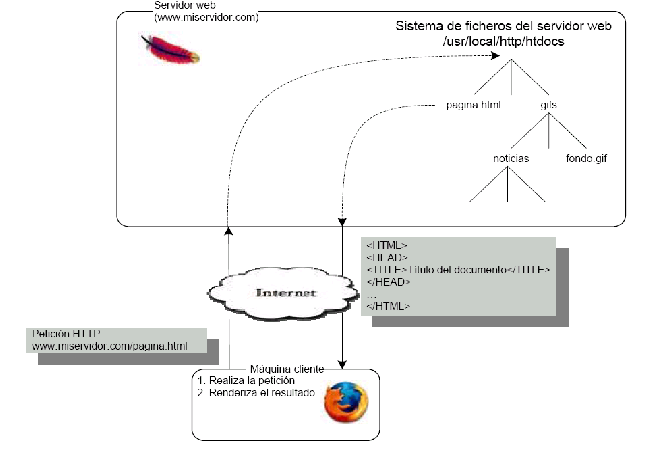 Servidor web
(www.miservidor.com)
Sistema de ficheros del servidor web
/usr/local/http/htdocs
pagina.html
gifs
noticias
fondo.gif
<HTML>
<HEAD>
<TITLE>Título del documento</TITLE>
</HEAD>
...
</HTML>
Internet
Petición HTTP
www.miservidor.com/pagina.html
Máquina cliente
1. Realiza la petición
2. Renderiza el resultado